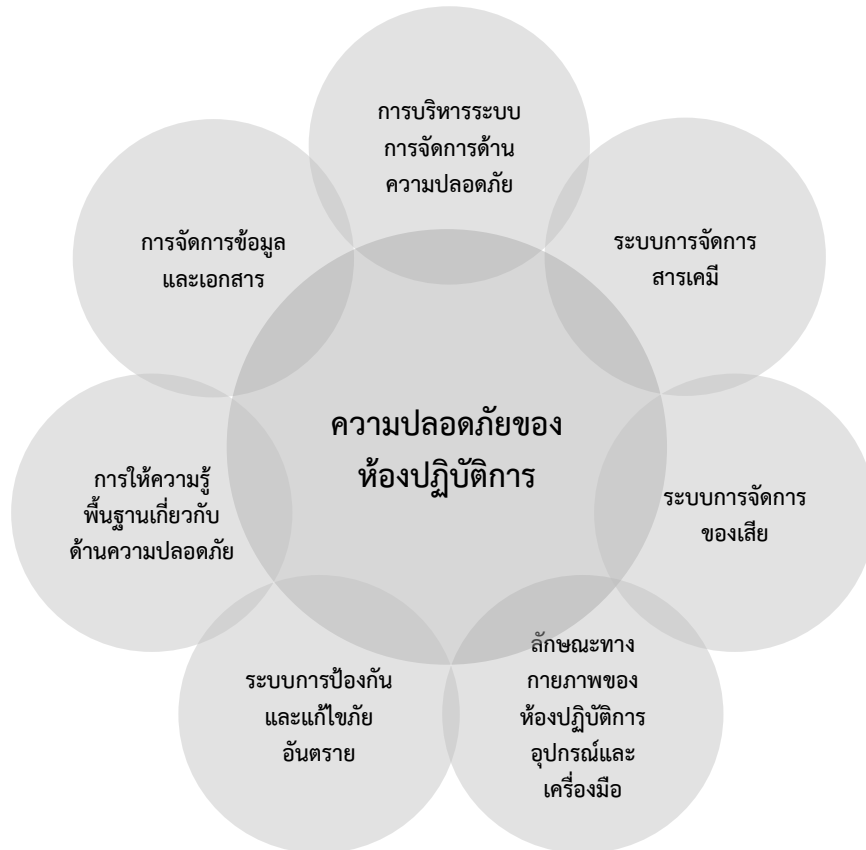 การบริหารระบบ
การจัดการด้าน
ความปลอดภัย
ระบบการจัดการ
สารเคมี
ระบบการจัดการ
ของเสีย
ลักษณะทาง
กายภาพของ
ห้องปฏิบัติการ
อุปกรณ์และ
เครื่องมือ
ระบบการป้องกัน
และแก้ไขภัย
อันตราย
การให้ความรู้
พื้นฐานเกี่ยวกับ
ด้านความปลอดภัย
การจัดการข้อมูล
และเอกสาร
ความปลอดภัยของ
ห้องปฏิบัติการ